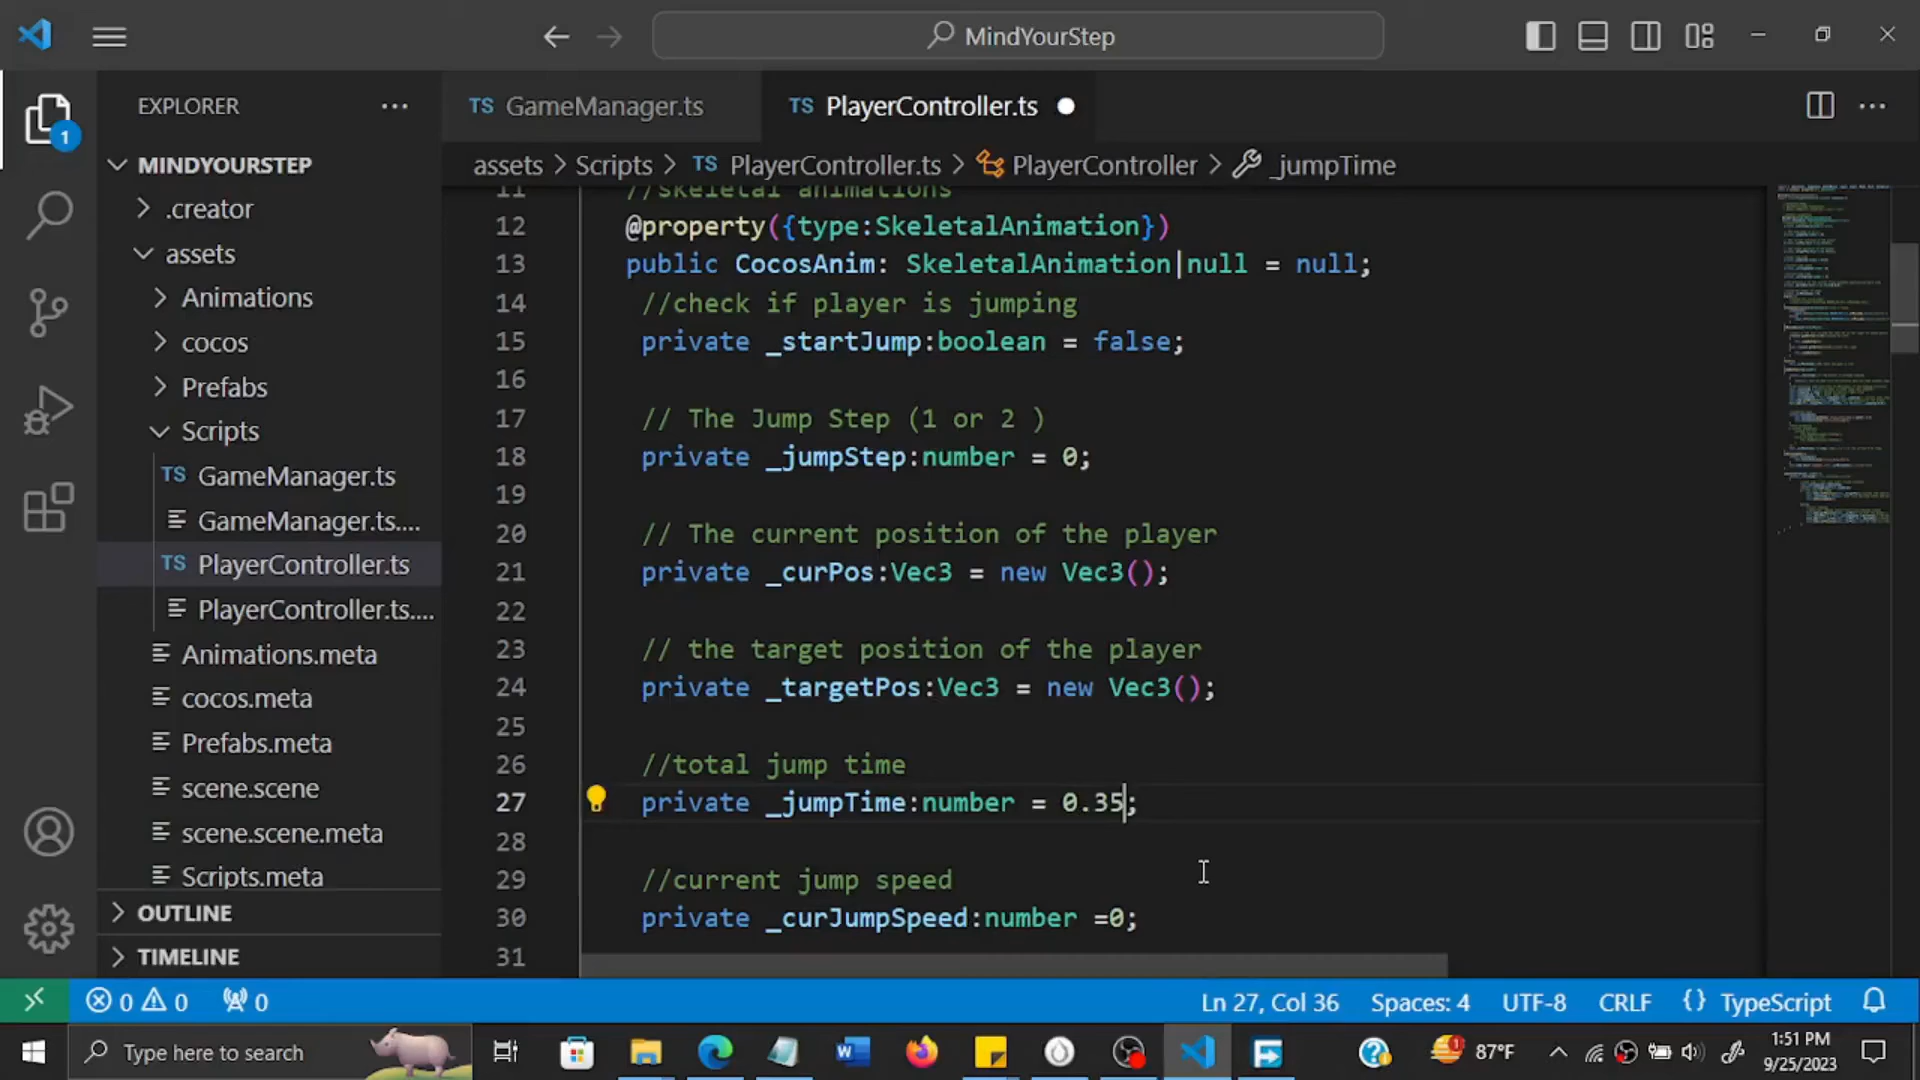 MindYourStep
EXPLORER
TS GameManager.ts
TS PlayerController.ts
assets > Scripts > TS PlayerController.ts > PlayerController > _jumpTime
MINDYOURSTEP
.creator
assets
Animations
cocos
Prefabs
Scripts
TS GameManager.ts
GameManager.ts....
TS PlayerController.ts
PlayerController.ts....
Animations.meta
cocos.meta
Prefabs.meta
scene.scene
scene.scene.meta
Scripts.meta
OUTLINE
TIMELINE
1
11 //skeletal animations
12 @property({type:SkeletalAnimation})
13 public CocosAnim: SkeletalAnimation|null = null;
14 //check if player is jumping
15 private _startJump:boolean = false;
16
17 // The Jump Step (1 or 2 )
18 private _jumpStep:number = 0;
19
20 // The current position of the player
21 private _curPos:Vec3 = new Vec3();
22
23 // the target position of the player
24 private _targetPos:Vec3 = new Vec3();
25
26 //total jump time
27 private _jumpTime:number = 0.35;
28
29 //current jump speed
30 private _curJumpSpeed:number =0;
31
0 0 0
Ln 27, Col 36 Spaces: 4 UTF-8 CRLF {} TypeScript
Type here to search
87°F
1:51 PM
9/25/2023